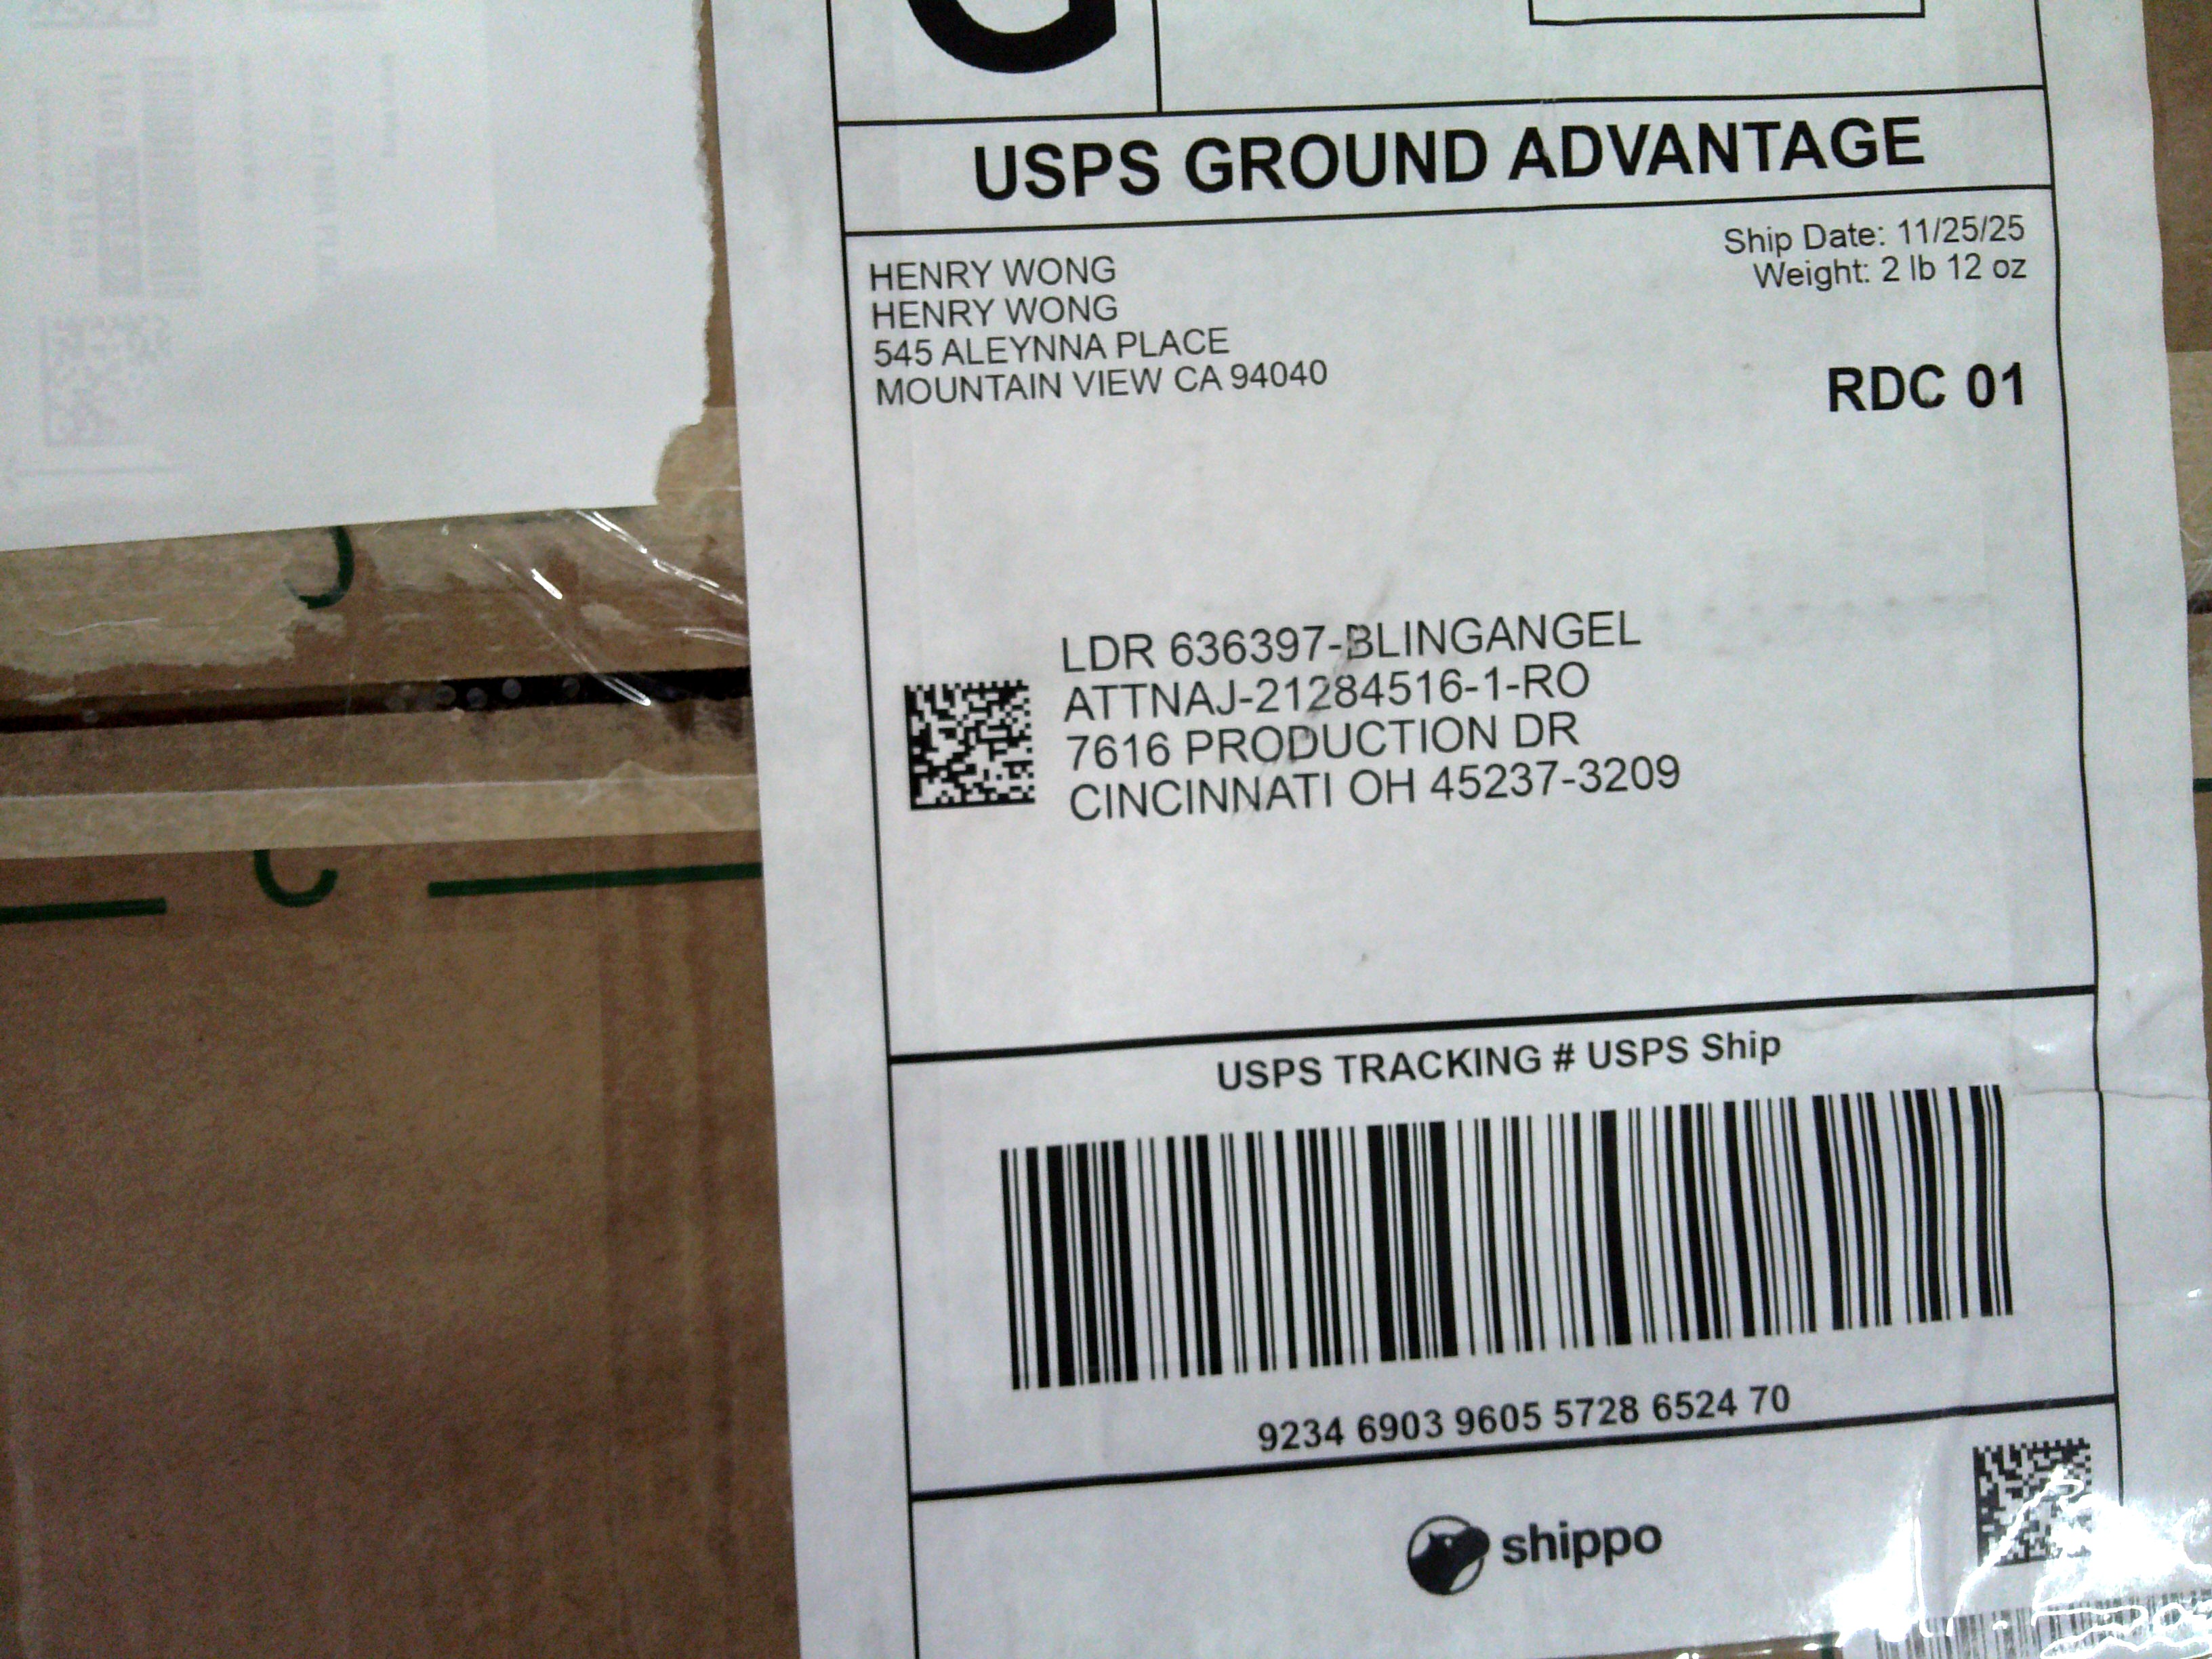 G
USPS GROUND ADVANTAGE
HENRY WONG
HENRY WONG
545 ALEYNNA PLACE
MOUNTAIN VIEW CA 94040
Ship Date: 11/25/25
Weight: 2 lb 12 oz
RDC 01
LDR 636397-BLINGANGEL
ATTNAJ-21284516-1-RO
7616 PRODUCTION DR
CINCINNATI OH 45237-3209
USPS TRACKING # USPS Ship
9234 6903 9605 5728 6524 70
shippo